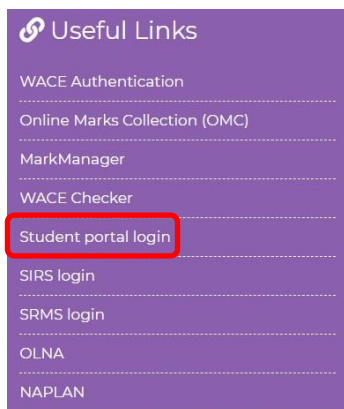 Useful Links
WACE Authentication
Online Marks Collection (OMC)
MarkManager
WACE Checker
Student portal login
SIRS login
SRMS login
OLNA
NAPLAN